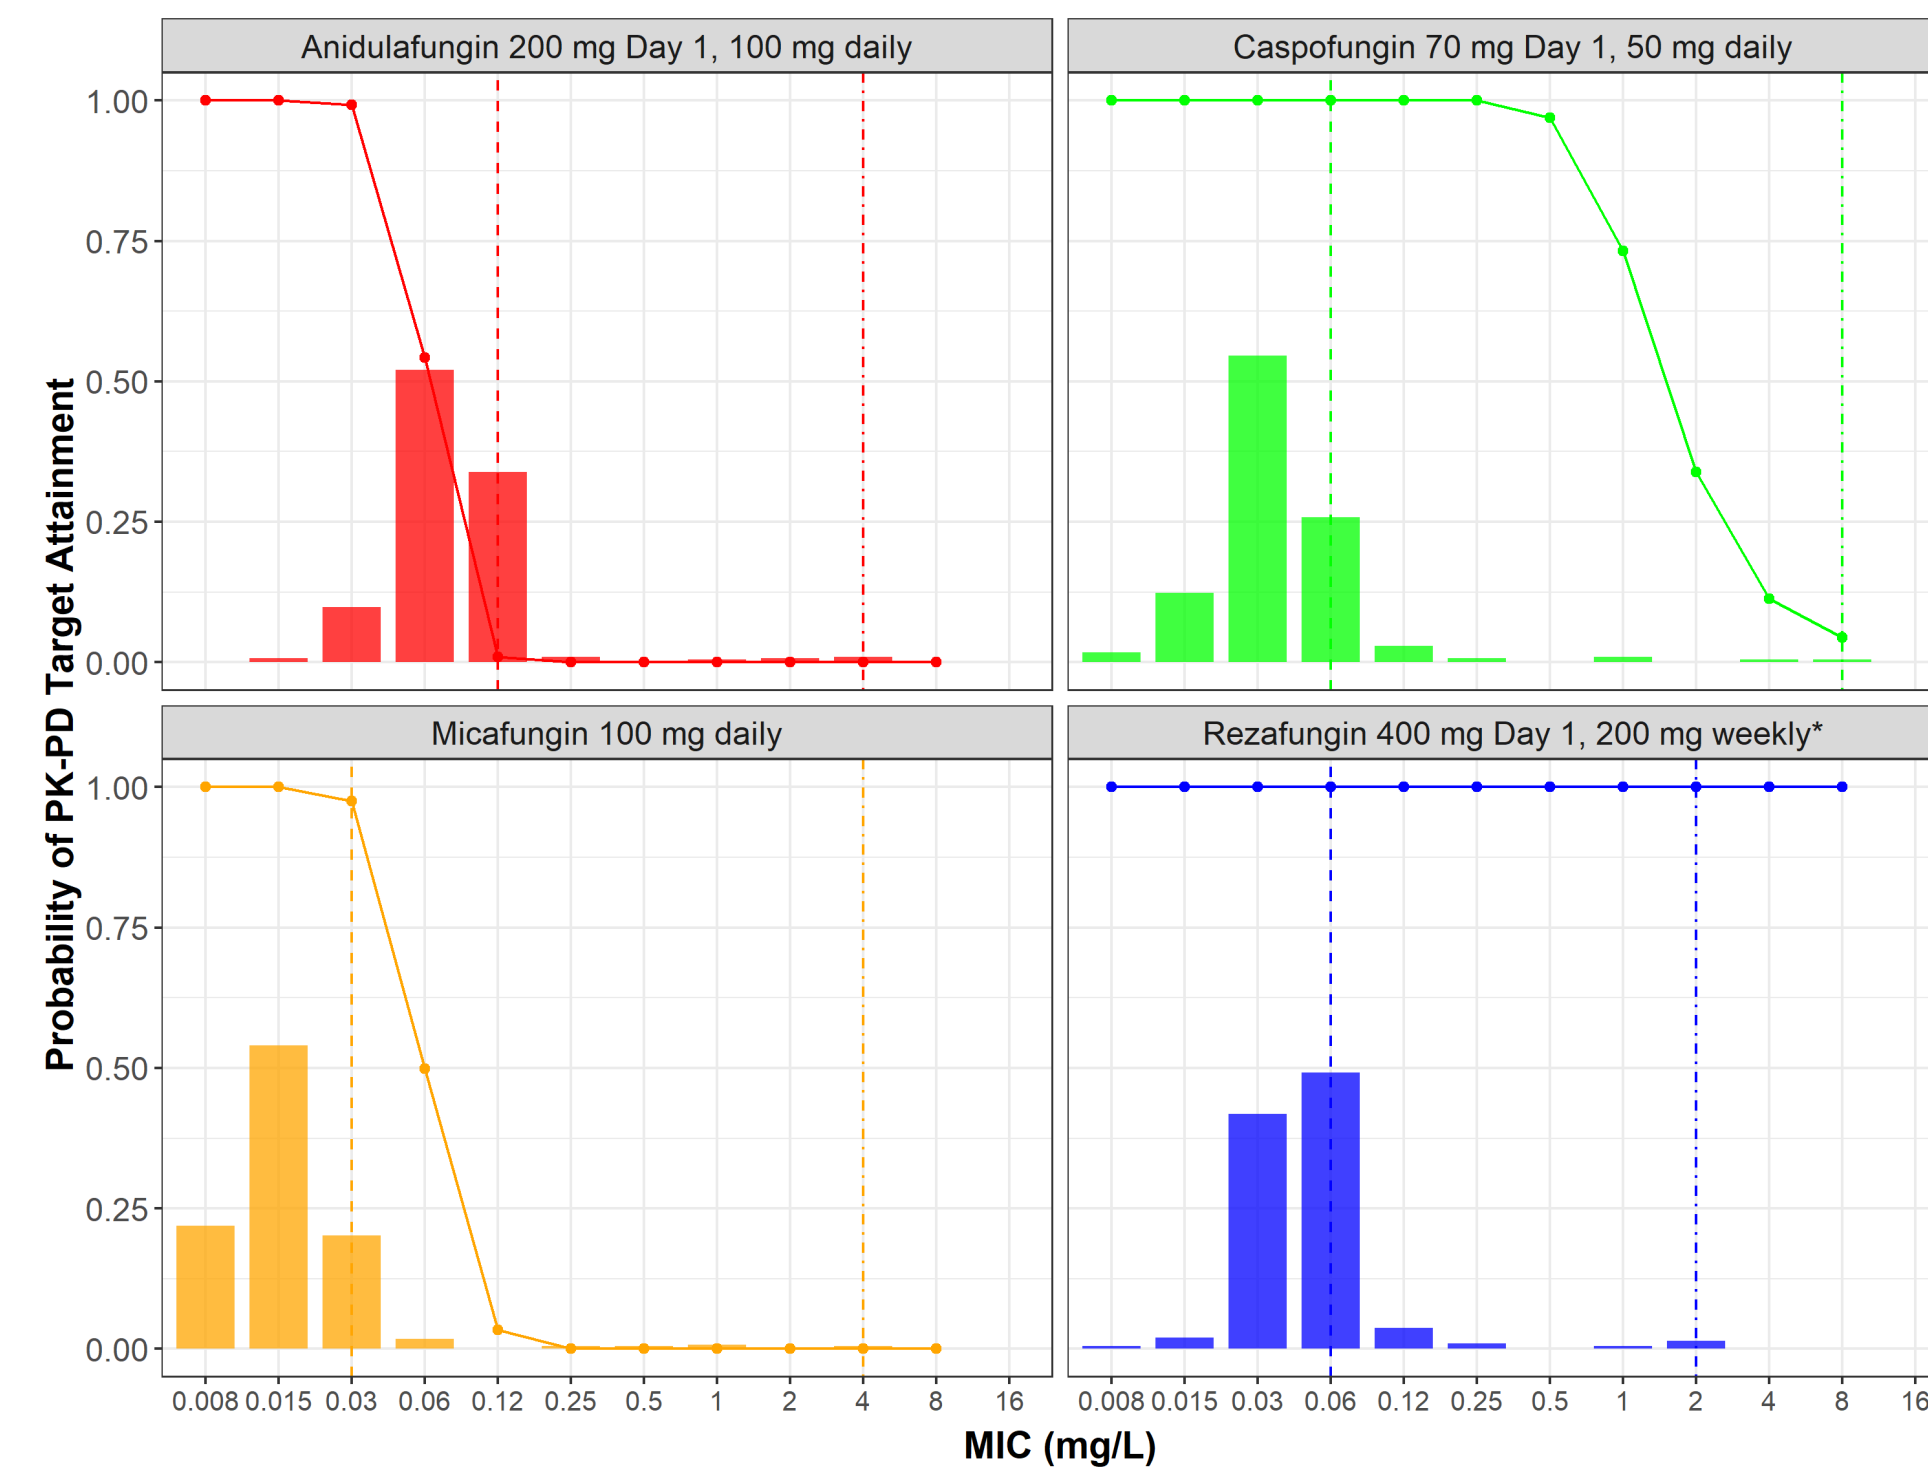 Anidulafungin 200 mg Day 1, 100 mg daily
Caspofungin 70 mg Day 1, 50 mg daily
1.00
0.75
0.50
0.25
0.00
Micafungin 100 mg daily
Rezafungin 400 mg Day 1, 200 mg weekly*
1.00
0.75
0.50
0.25
0.00
Probability of PK-PD Target Attainment
0.008 0.015 0.03 0.06 0.12 0.25 0.5 1 2 4 8 16
0.008 0.015 0.03 0.06 0.12 0.25 0.5 1 2 4 8 16
MIC (mg/L)